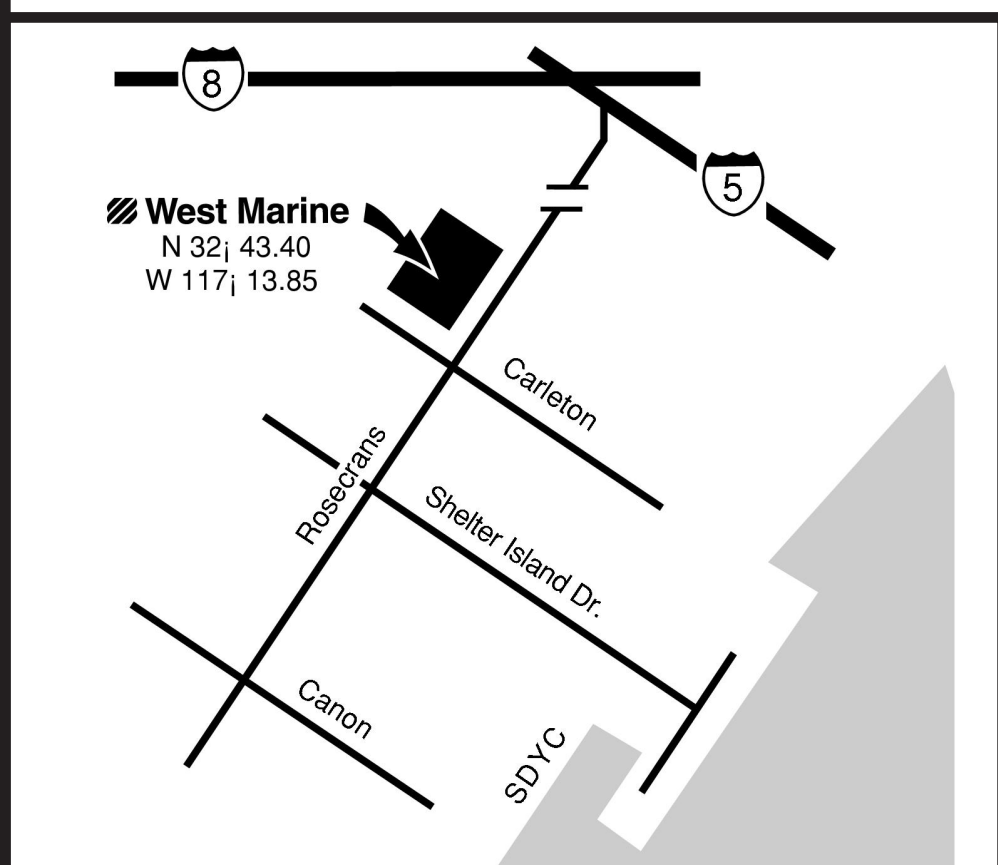 8
5
West Marine
N 32¡ 43.40
W 117¡ 13.85
Carleton
Rosecrans
Shelter Island Dr.
Canon
SDYC